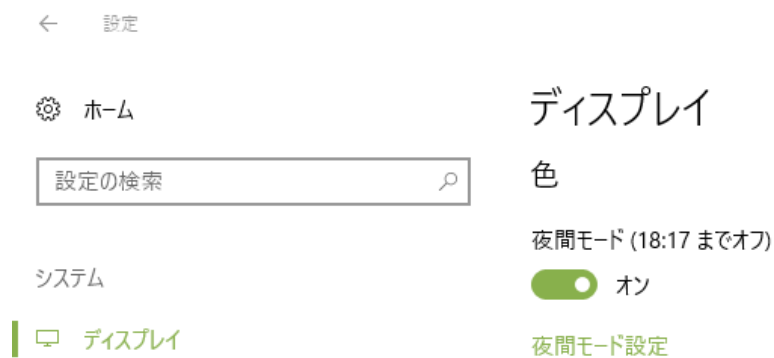 設定
ホーム
設定の検索
システム
ディスプレイ
ディスプレイ
色
夜間モード (18:17 までオフ)
オン
夜間モード設定